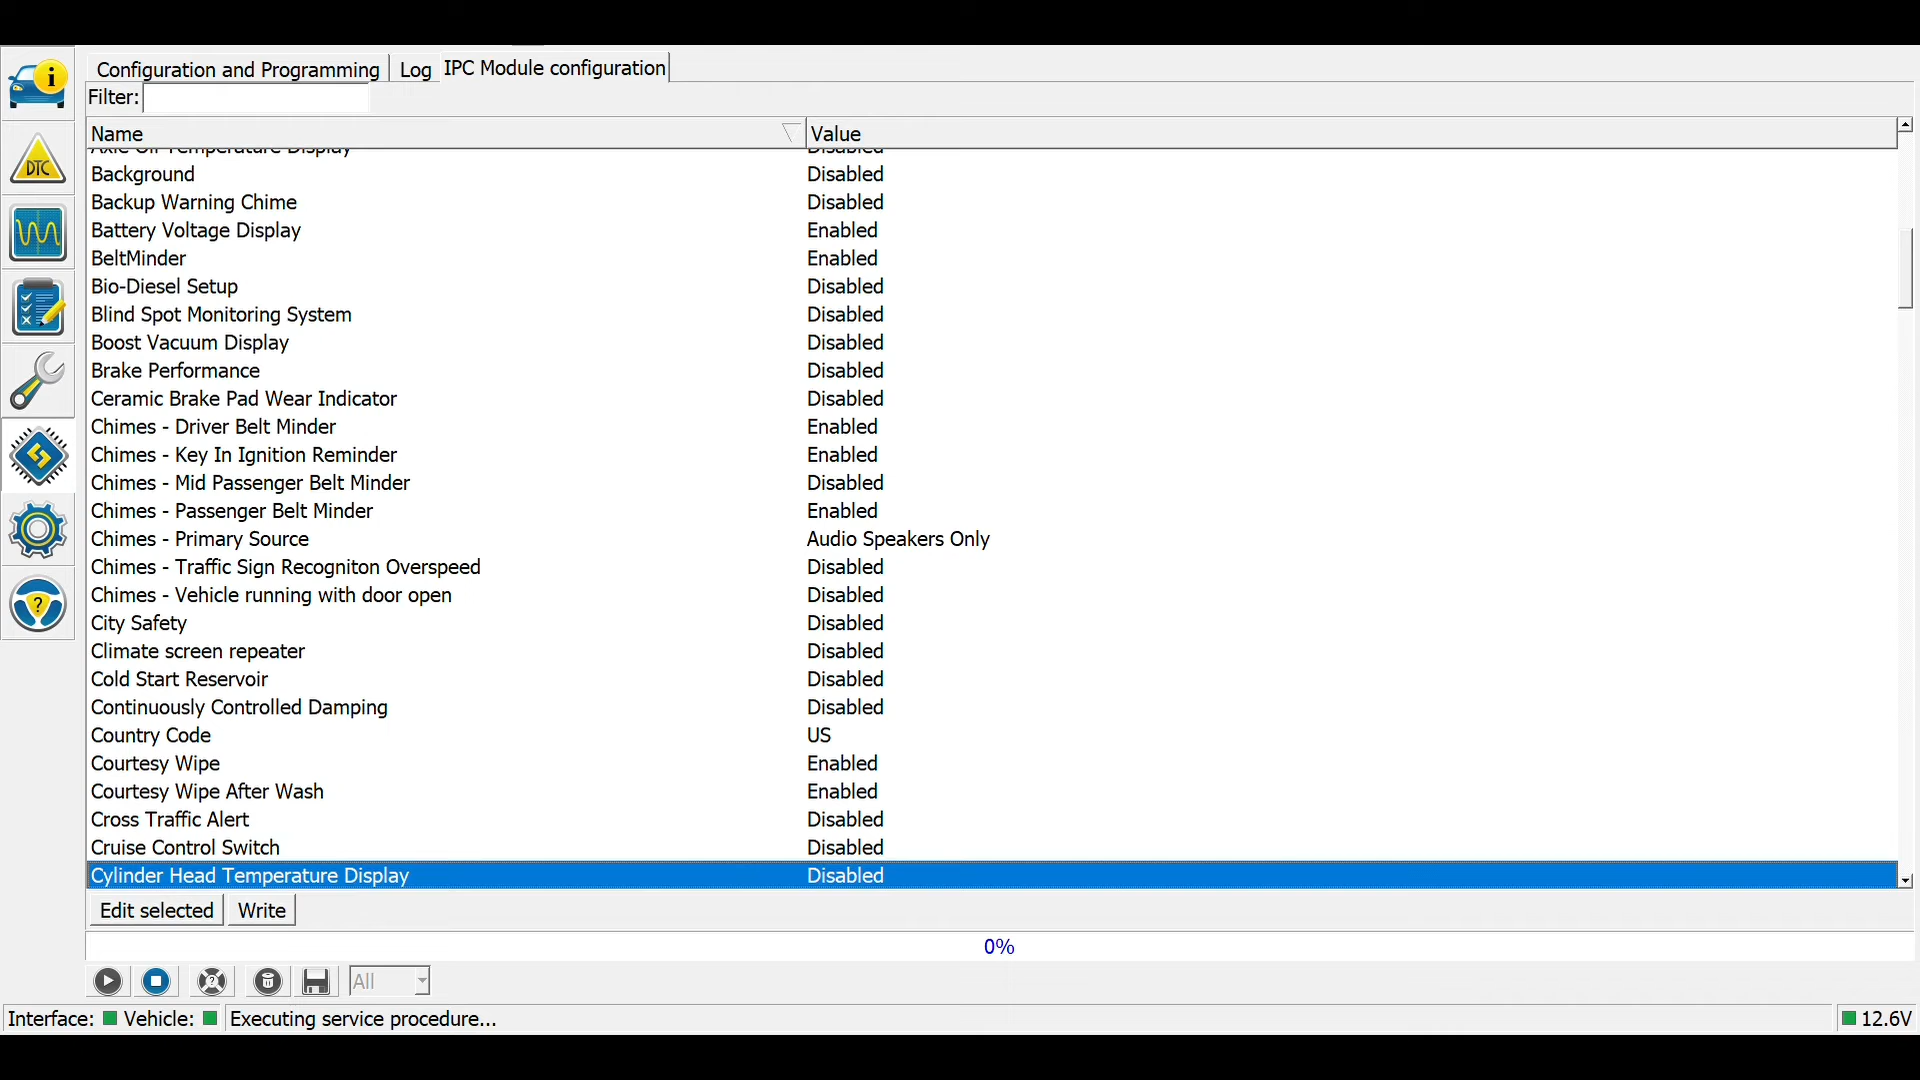 Configuration and Programming Log IPC Module configuration
Filter:
Name Value
Axle Oil Temperature Display Disabled
Background Disabled
Backup Warning Chime Disabled
Battery Voltage Display Enabled
BeltMinder Enabled
Bio-Diesel Setup Disabled
Blind Spot Monitoring System Disabled
Boost Vacuum Display Disabled
Brake Performance Disabled
Ceramic Brake Pad Wear Indicator Disabled
Chimes - Driver Belt Minder Enabled
Chimes - Key In Ignition Reminder Enabled
Chimes - Mid Passenger Belt Minder Disabled
Chimes - Passenger Belt Minder Enabled
Chimes - Primary Source Audio Speakers Only
Chimes - Traffic Sign Recogniton Overspeed Disabled
Chimes - Vehicle running with door open Disabled
City Safety Disabled
Climate screen repeater Disabled
Cold Start Reservoir Disabled
Continuously Controlled Damping Disabled
Country Code US
Courtesy Wipe Enabled
Courtesy Wipe After Wash Enabled
Cross Traffic Alert Disabled
Cruise Control Switch Disabled
Cylinder Head Temperature Display Disabled
Edit selected Write
0%
All
Interface: Vehicle: Executing service procedure... 12.6V
i
DTC
?
?